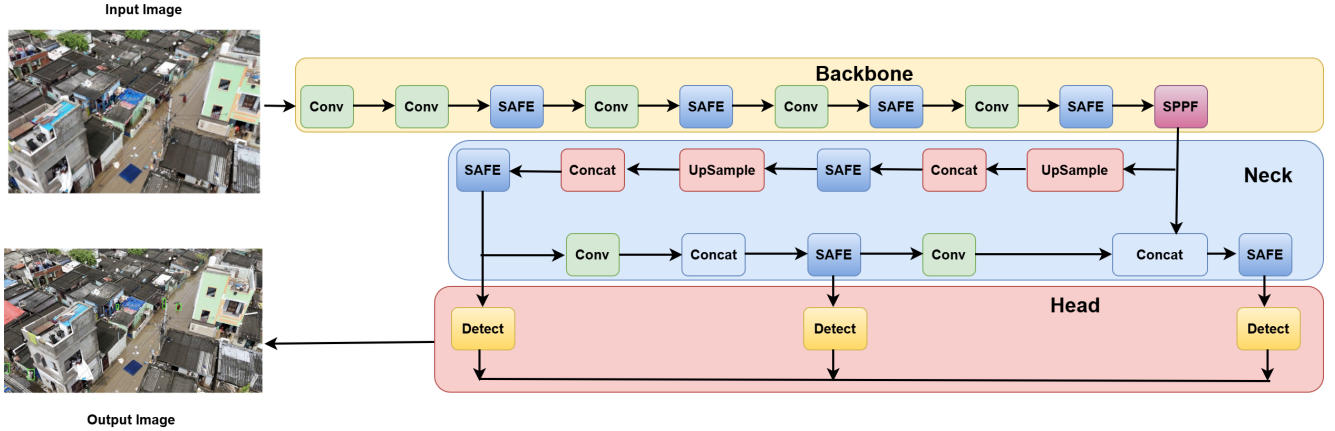 Input Image
Backbone
Conv Conv SAFE Conv SAFE Conv SAFE Conv SAFE SPPF
SAFE Concat UpSample SAFE Concat UpSample Neck
Conv Concat SAFE Conv Concat SAFE
Head
Detect Detect Detect
Output Image